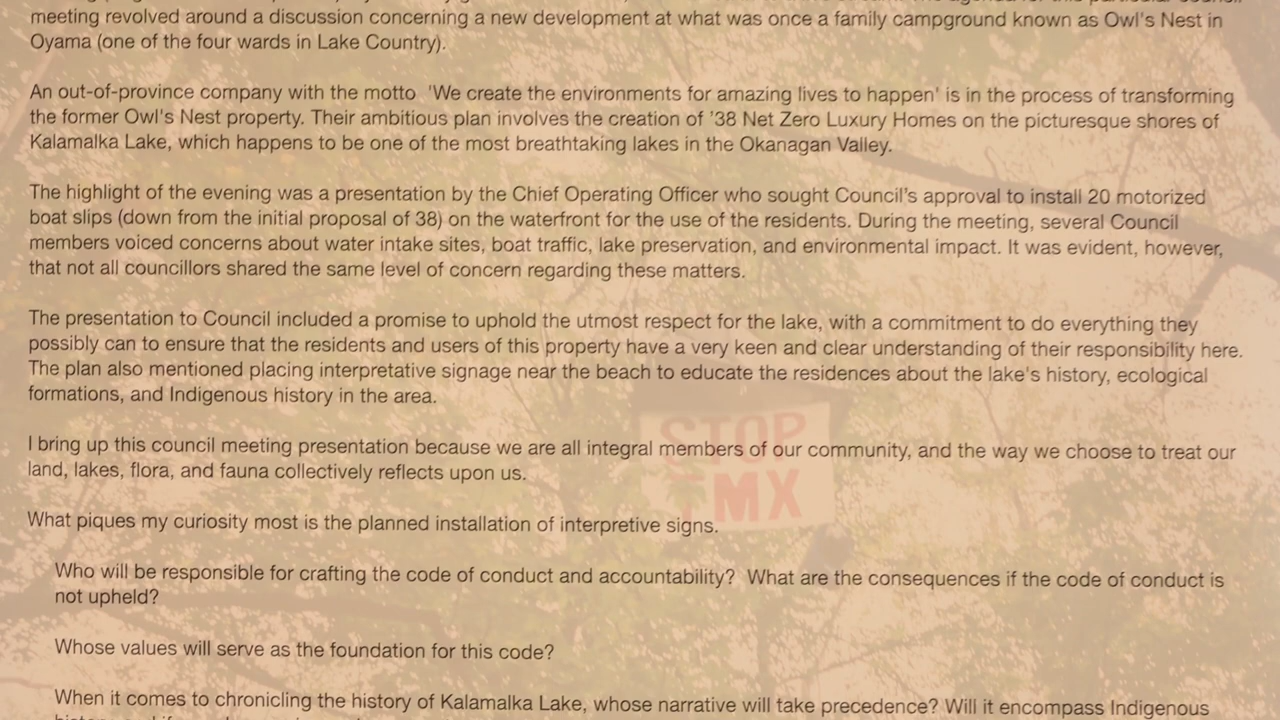 meeting revolved around a discussion concerning a new development at what was once a family campground known as Owl's Nest in
Oyama (one of the four wards in Lake Country).
An out-of-province company with the motto 'We create the environments for amazing lives to happen' is in the process of transforming
the former Owl's Nest property. Their ambitious plan involves the creation of '38 Net Zero Luxury Homes on the picturesque shores of
Kalamalka Lake, which happens to be one of the most breathtaking lakes in the Okanagan Valley.
The highlight of the evening was a presentation by the Chief Operating Officer who sought Council's approval to install 20 motorized
boat slips (down from the initial proposal of 38) on the waterfront for the use of the residents. During the meeting, several Council
members voiced concerns about water intake sites, boat traffic, lake preservation, and environmental impact. It was evident, however,
that not all councillors shared the same level of concern regarding these matters.
The presentation to Council included a promise to uphold the utmost respect for the lake, with a commitment to do everything they
possibly can to ensure that the residents and users of this property have a very keen and clear understanding of their responsibility here.
The plan also mentioned placing interpretative signage near the beach to educate the residences about the lake's history, ecological
formations, and Indigenous history in the area.
I bring up this council meeting presentation because we are all integral members of our community, and the way we choose to treat our
land, lakes, flora, and fauna collectively reflects upon us.
What piques my curiosity most is the planned installation of interpretive signs.
Who will be responsible for crafting the code of conduct and accountability? What are the consequences if the code of conduct is
not upheld?
Whose values will serve as the foundation for this code?
When it comes to chronicling the history of Kalamalka Lake, whose narrative will take precedence? Will it encompass Indigenous
STOP
TMX